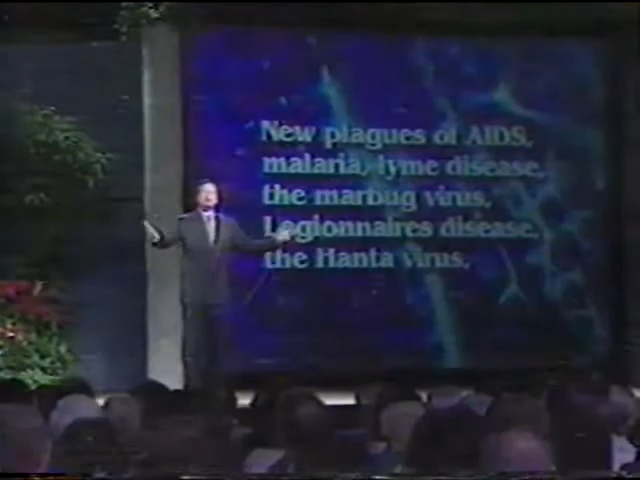 New plagues of AIDS,
malaria, lyme disease,
the marbug virus,
Legionnaires disease,
the Hanta virus,